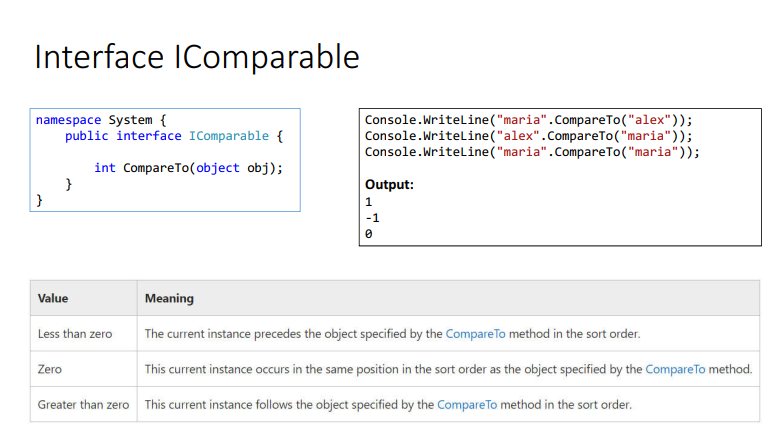 Interface IComparable
namespace System {
    public interface IComparable {
        int CompareTo(object obj);
    }
}
Console.WriteLine("maria".CompareTo("alex"));
Console.WriteLine("alex".CompareTo("maria"));
Console.WriteLine("maria".CompareTo("maria"));
Output:
1
-1
0
Value Meaning
Less than zero The current instance precedes the object specified by the CompareTo method in the sort order.
Zero This current instance occurs in the same position in the sort order as the object specified by the CompareTo method.
Greater than zero This current instance follows the object specified by the CompareTo method in the sort order.